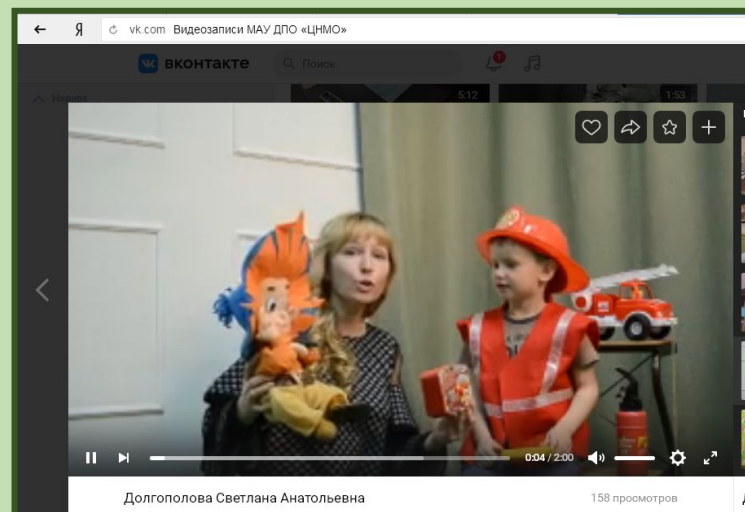 Я vk.com Видеозаписи МАУ ДПО «ЦНМО»
вконтакте
Поиск
1
5:12
1:53
0:04 / 2:00
Долгополова Светлана Анатольевна
158 просмотров